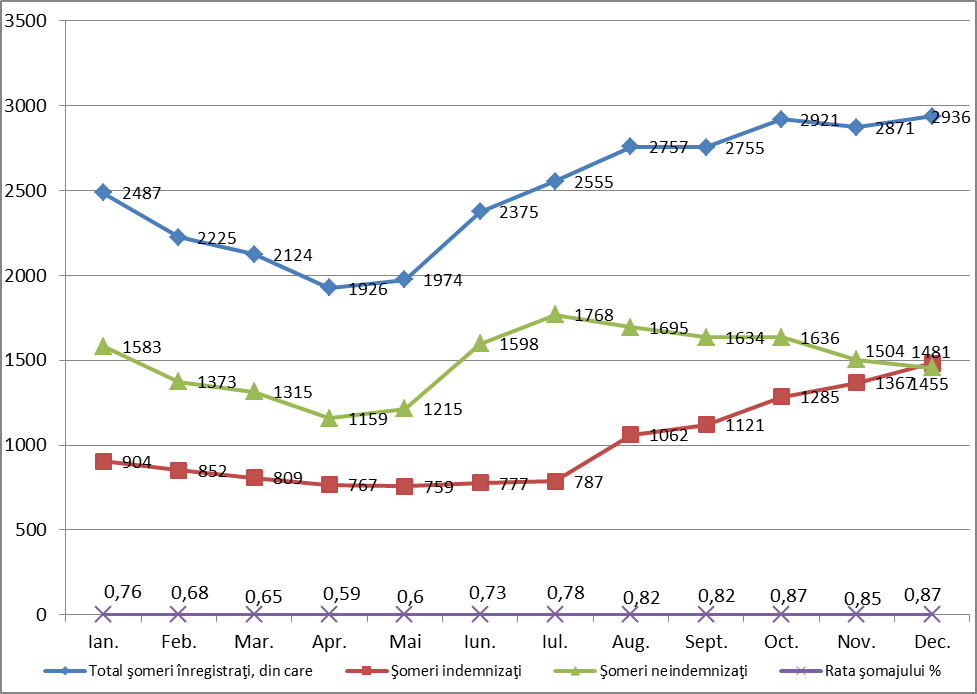 3500
3000
2500
2000
1500
1000
500
0
2487 2225 2124 1926 1974 2375 2555 2757 2755 2921 2871 2936
1583 1373 1315 1159 1215 1598 1768 1695 1634 1636 1504 1455
904 852 809 767 759 777 787 1062 1121 1285 1367 1481
0,76 0,68 0,65 0,59 0,6 0,73 0,78 0,82 0,82 0,87 0,85 0,87
Ian. Feb. Mar. Apr. Mai Iun. Iul. Aug. Sept. Oct. Nov. Dec.
Total şomeri înregistraţi, din care Şomeri indemnizaţi Şomeri neindemnizaţi Rata şomajului %